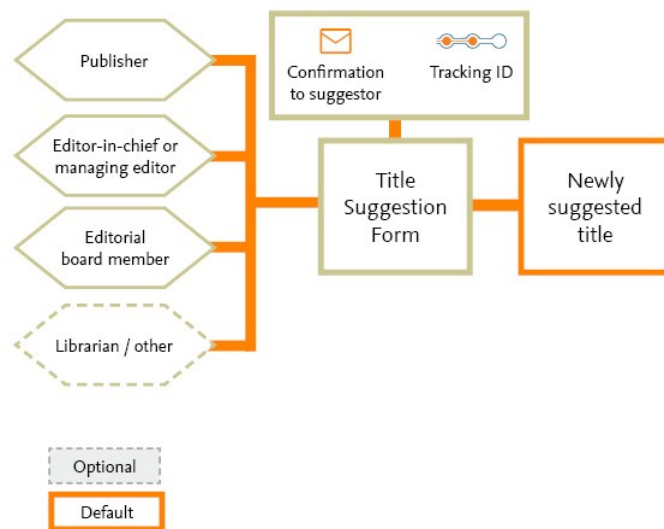 Publisher
Editor-in-chief or
managing editor
Editorial
board member
Librarian / other
Confirmation
to suggestor
Tracking ID
Title
Suggestion
Form
Newly
suggested
title
Optional
Default